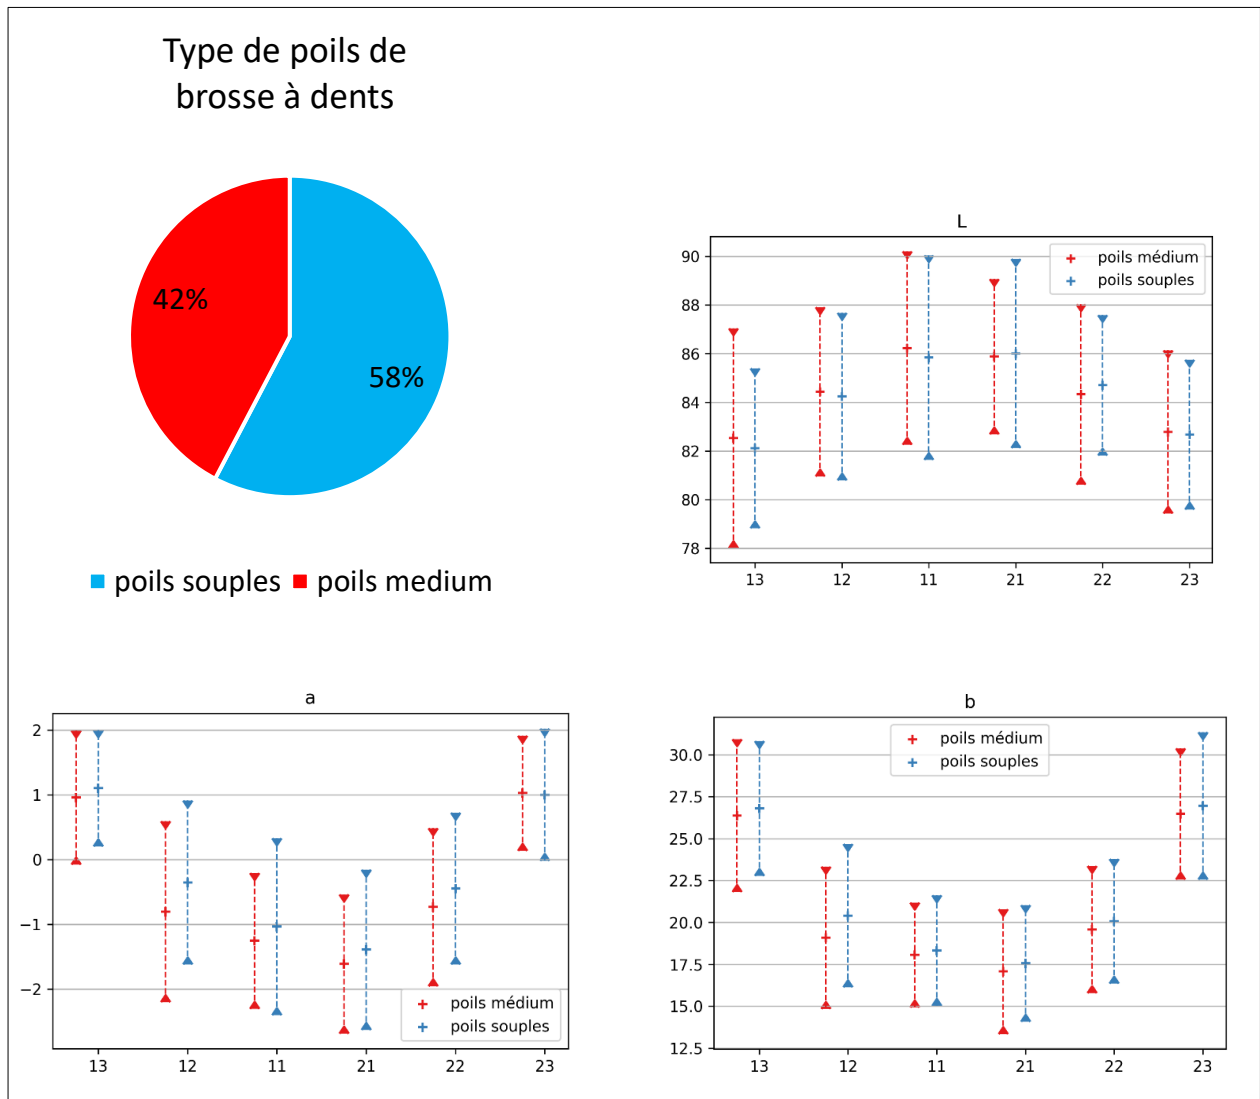 Type de poils de
brosse à dents
42%
58%
poils souples poils medium
L
poils médium
poils souples
90
88
86
84
82
80
78
13 12 11 21 22 23
a
2
1
0
−1
−2
poils médium
poils souples
13 12 11 21 22 23
b
poils médium
poils souples
30.0
27.5
25.0
22.5
20.0
17.5
15.0
12.5
13 12 11 21 22 23